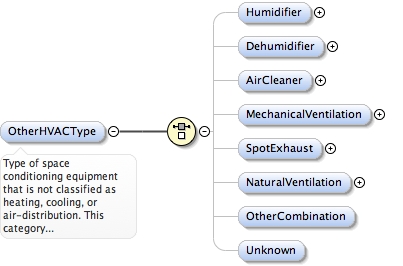 Humidifier
Dehumidifier
AirCleaner
MechanicalVentilation
OtherHVACType
SpotExhaust
Type of space
conditioning equipment
that is not classified as
heating, cooling, or
air-distribution. This
category...
NaturalVentilation
OtherCombination
Unknown